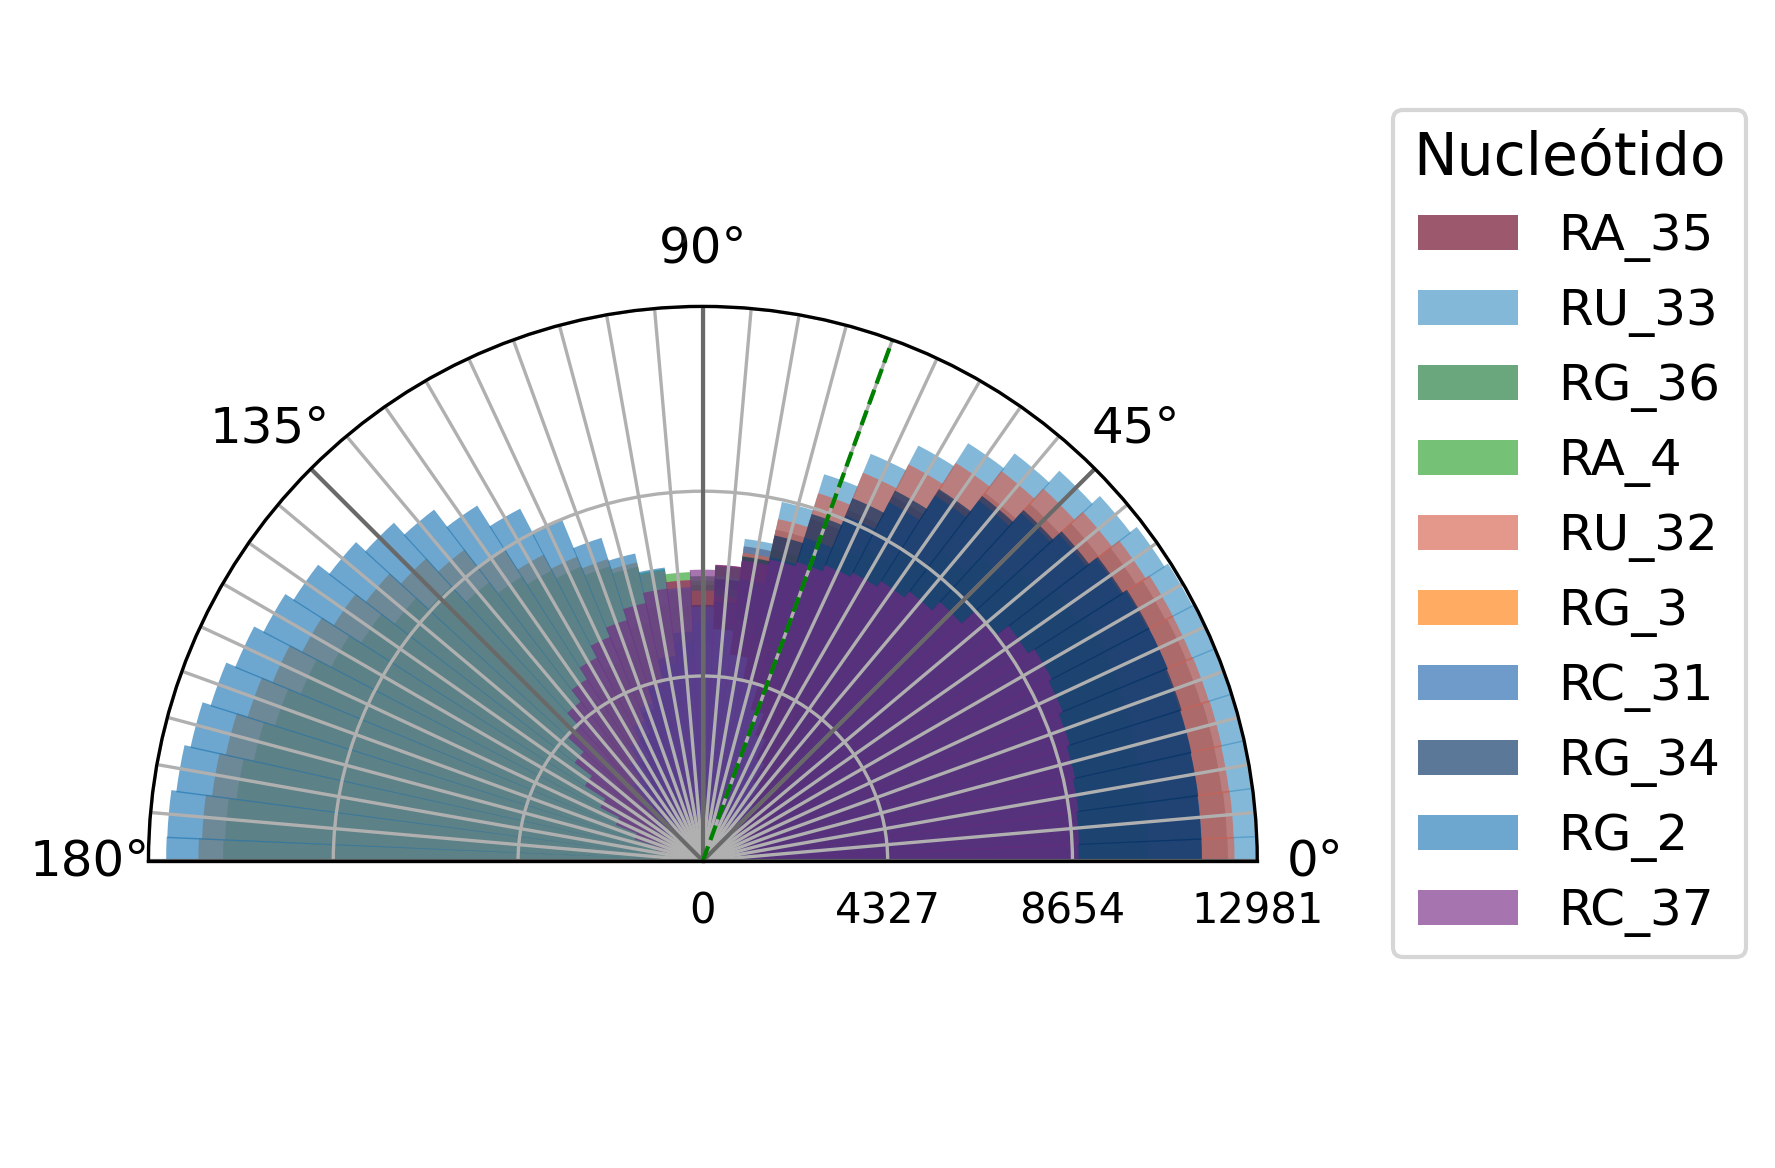 90°
135°
45°
180°
0°
0
4327
8654
12981
Nucleótido
RA_35
RU_33
RG_36
RA_4
RU_32
RG_3
RC_31
RG_34
RG_2
RC_37